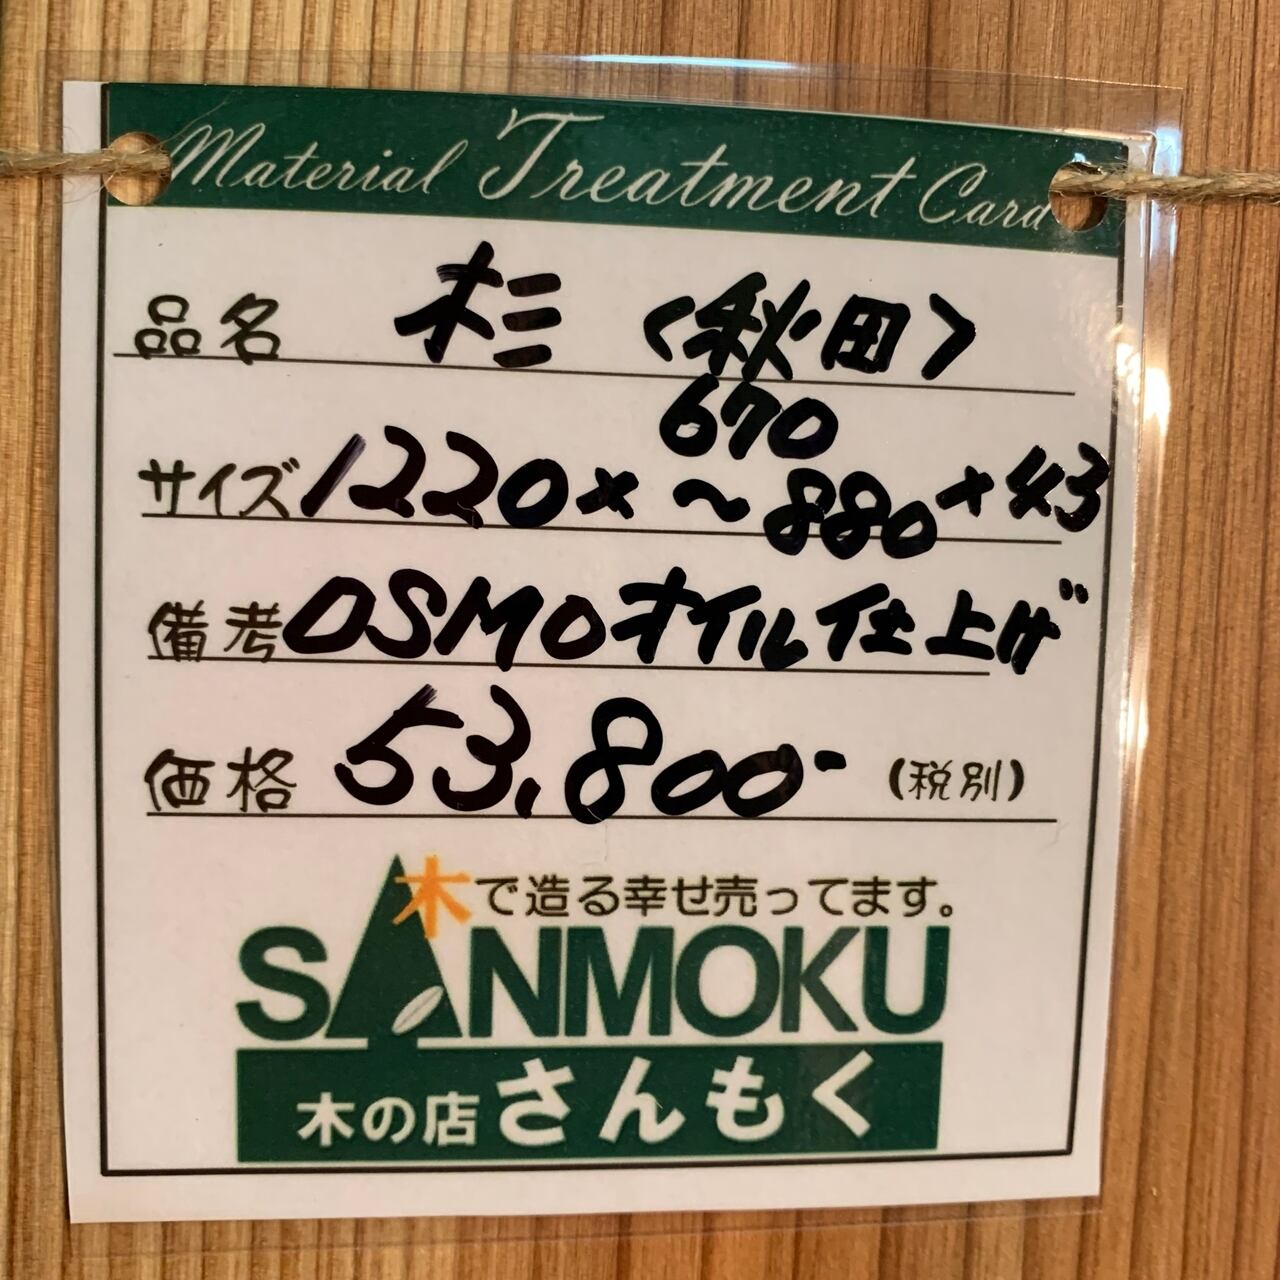 Material Treatment Card
品名 杉 〈秋田〉
670
サイズ 1220×~880×43
備考 OSMOオイル仕上げ
価格 53,800- (税別)
木で造る幸せ売ってます。
SANMOKU
木の店 さんもく